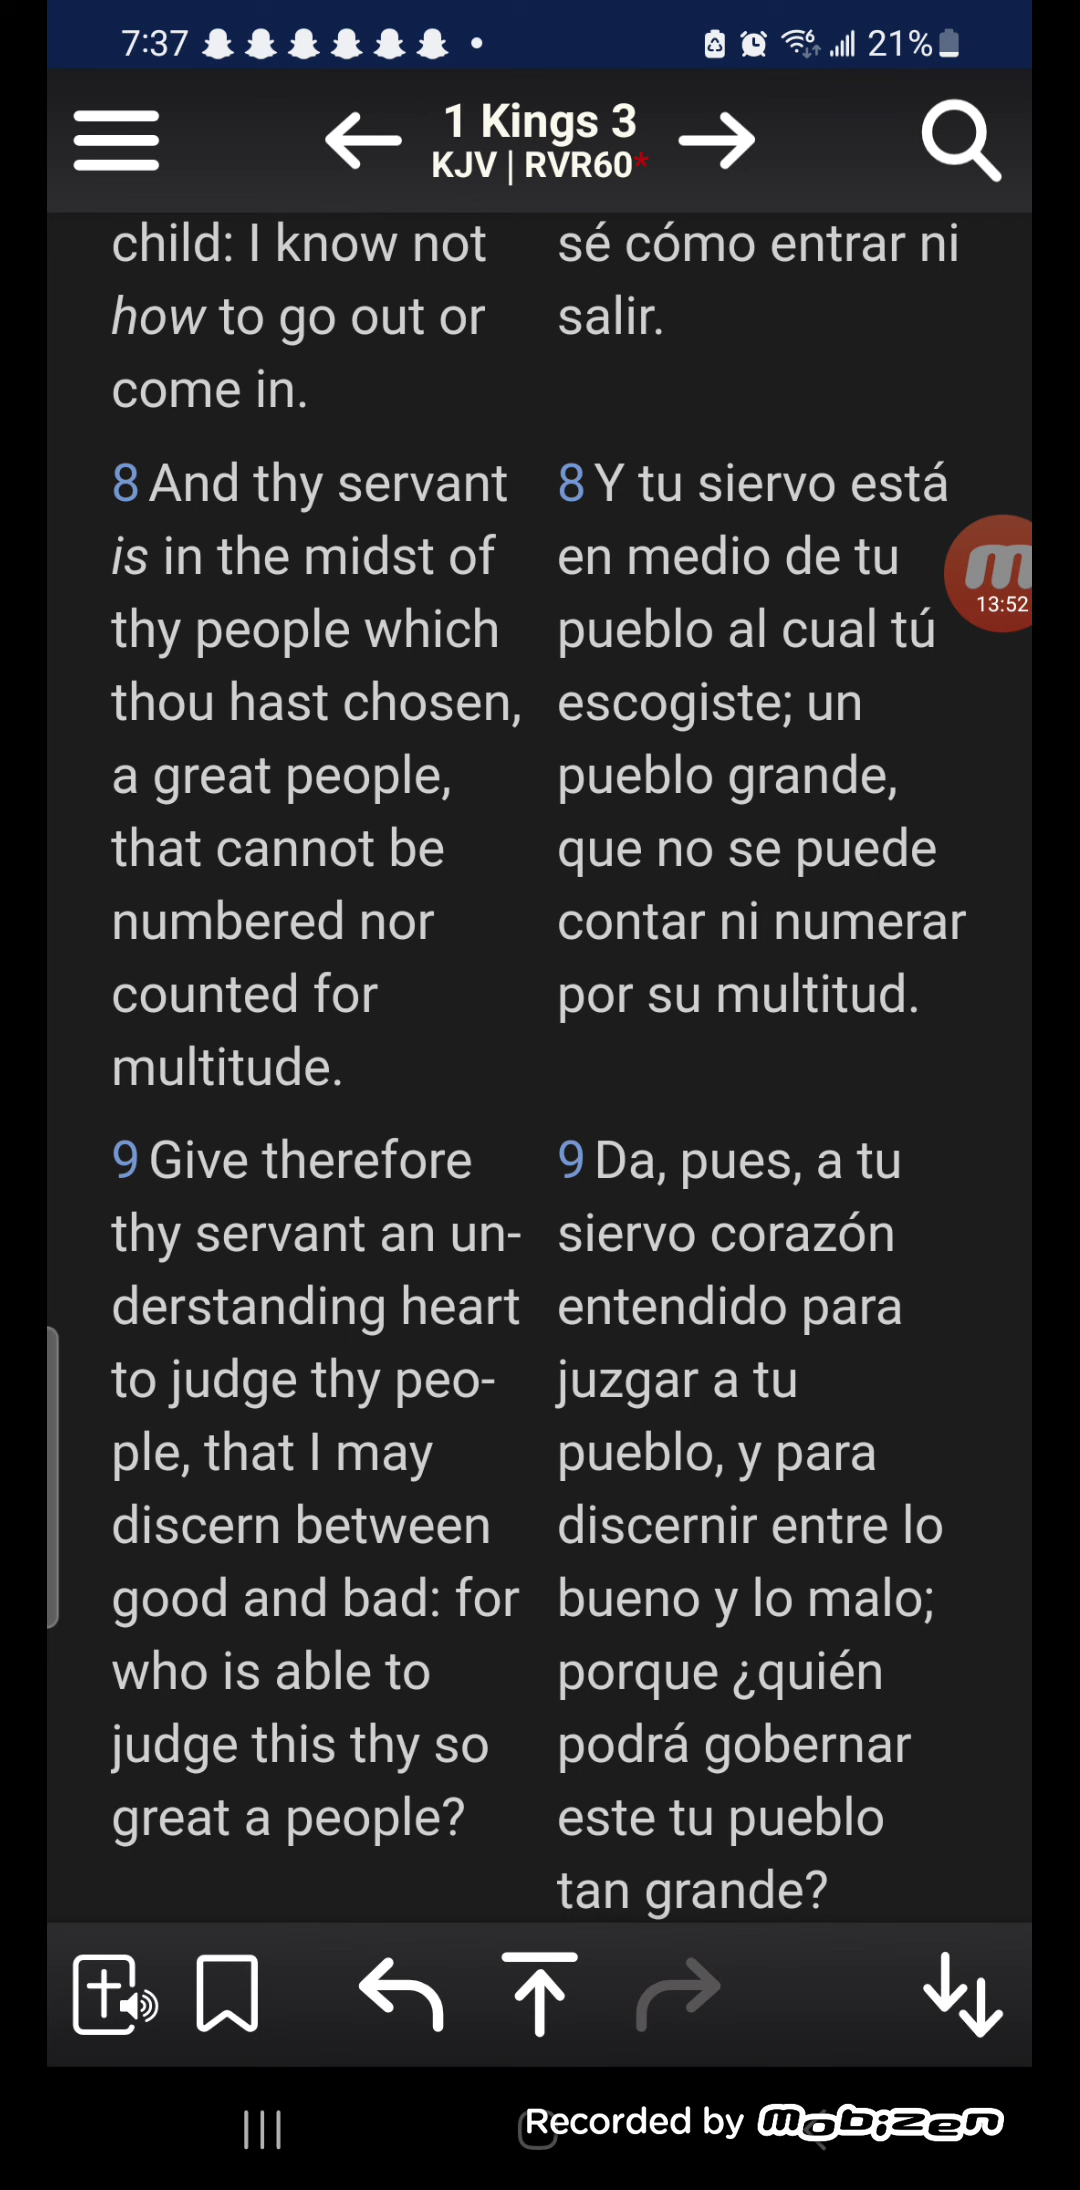 7:37
21%
1 Kings 3
KJV | RVR60*
child: I know not
how to go out or
come in.
8 And thy servant
is in the midst of
thy people which
thou hast chosen,
a great people,
that cannot be
numbered nor
counted for
multitude.
9 Give therefore
thy servant an un-
derstanding heart
to judge thy peo-
ple, that I may
discern between
good and bad: for
who is able to
judge this thy so
great a people?
sé cómo entrar ni
salir.
8 Y tu siervo está
en medio de tu
pueblo al cual tú
escogiste; un
pueblo grande,
que no se puede
contar ni numerar
por su multitud.
9 Da, pues, a tu
siervo corazón
entendido para
juzgar a tu
pueblo, y para
discernir entre lo
bueno y lo malo;
porque ¿quién
podrá gobernar
este tu pueblo
tan grande?
m
13:52
Recorded by mobizen